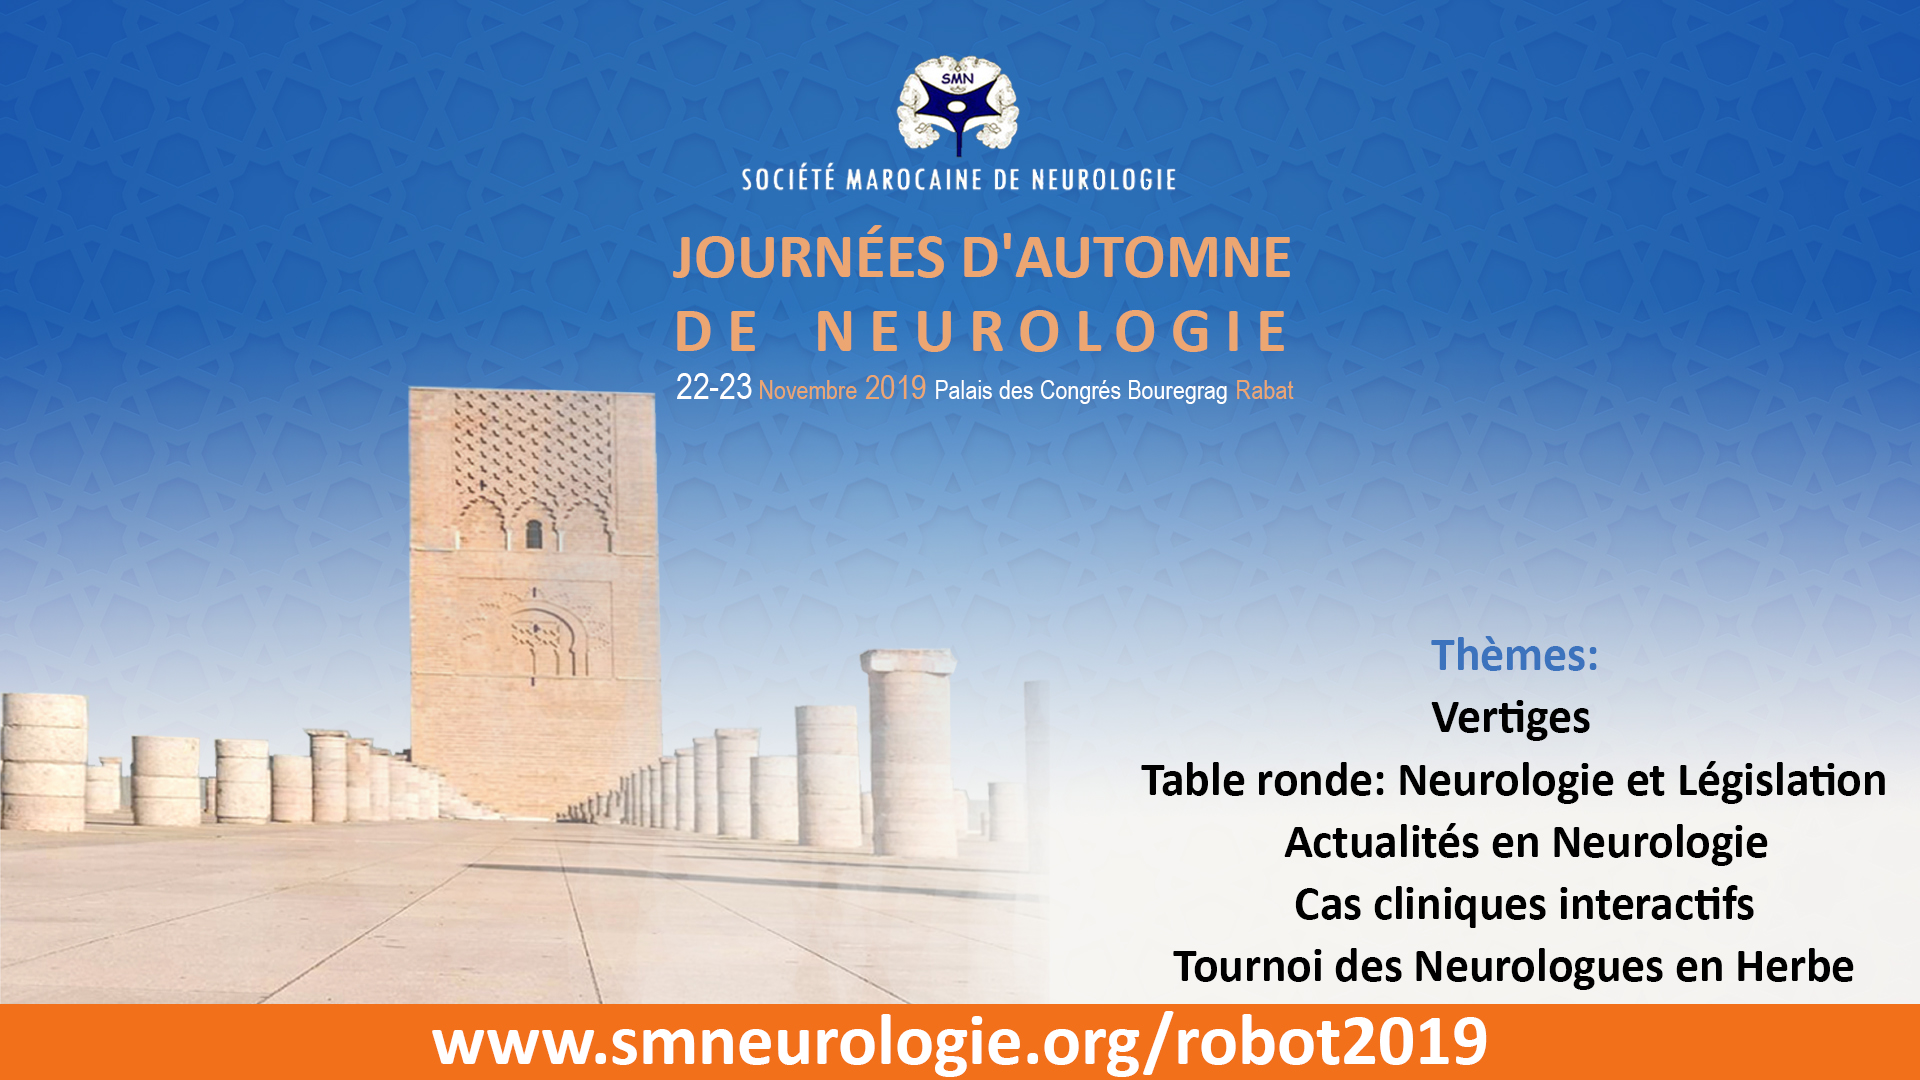 SMN
SOCIÉTÉ MAROCAINE DE NEUROLOGIE
JOURNÉES D'AUTOMNE
DE NEUROLOGIE
22-23 Novembre 2019 Palais des Congrés Bouregrag Rabat
Thèmes:
Vertiges
Table ronde: Neurologie et Législation
Actualités en Neurologie
Cas cliniques interactifs
Tournoi des Neurologues en Herbe
www.smneurologie.org/robot2019